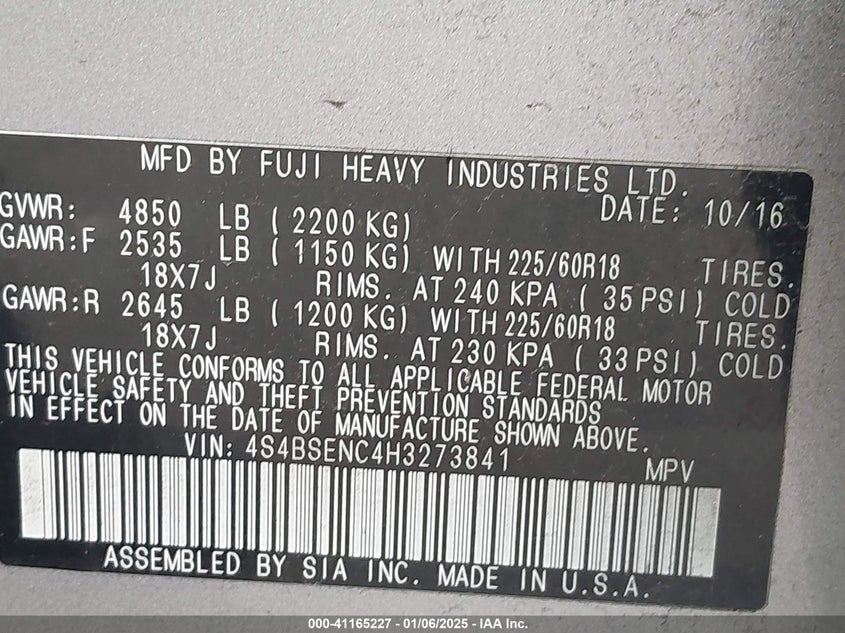 MFD BY FUJI HEAVY INDUSTRIES LTD.
DATE: 10/16
GVWR: 4850 LB ( 2200 KG)
GAWR:F 2535 LB ( 1150 KG) WITH 225/60R18 TIRES.
18X7J RIMS. AT 240 KPA ( 35 PSI) COLD
GAWR:R 2645 LB ( 1200 KG) WITH 225/60R18 TIRES.
18X7J RIMS. AT 230 KPA ( 33 PSI) COLD
THIS VEHICLE CONFORMS TO ALL APPLICABLE FEDERAL MOTOR
VEHICLE SAFETY AND THEFT PREVENTION STANDARDS
IN EFFECT ON THE DATE OF MANUFACTURE SHOWN ABOVE.
VIN: 4S4BSENC4H3273841
MPV
ASSEMBLED BY SIA INC. MADE IN U.S.A.
000-41165227 - 01/06/2025 - IAA Inc.